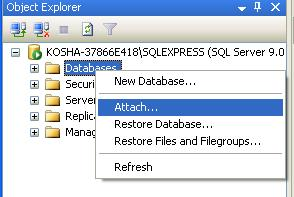 Object Explorer
KOSHA-37866E418\SQLEXPRESS (SQL Server 9.0
Databases
Securi
Server
Replica
Manag
New Database...
Attach...
Restore Database...
Restore Files and Filegroups...
Refresh